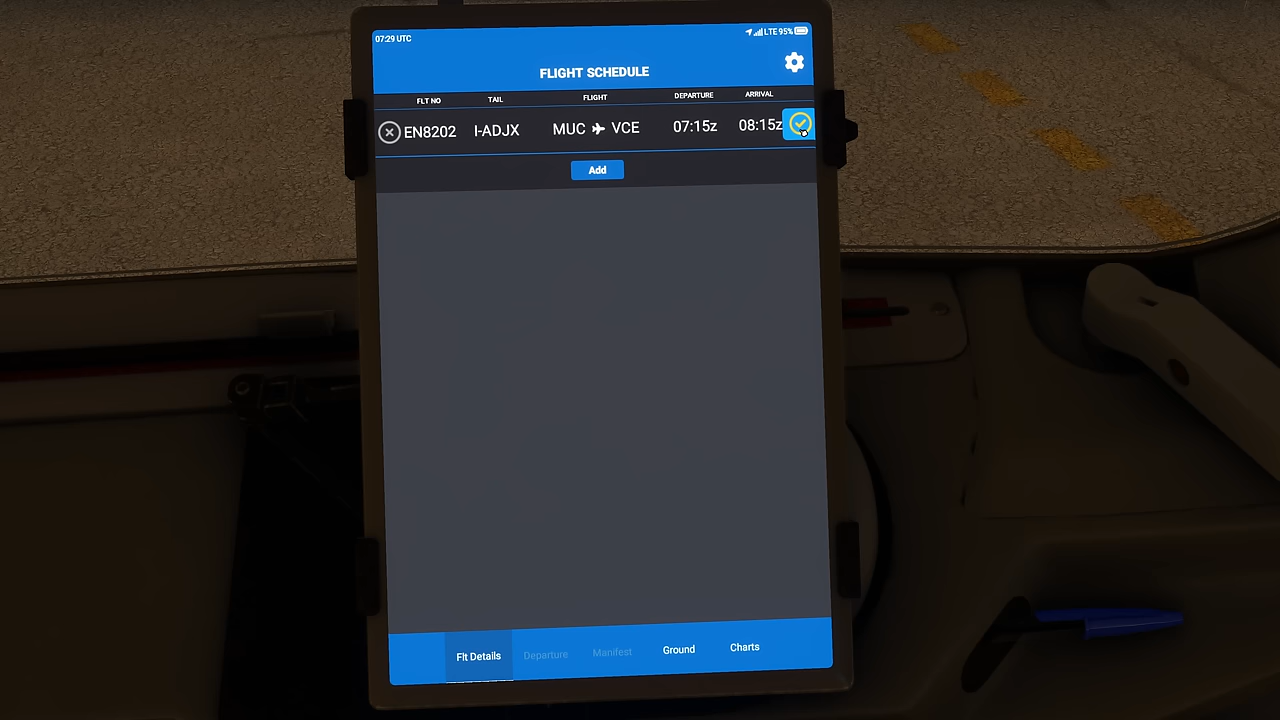 07:29 UTC
LTE 95%
FLIGHT SCHEDULE
FLT NO TAIL FLIGHT DEPARTURE ARRIVAL
EN8202 I-ADJX MUC VCE 07:15z 08:15z
Add
Flt Details Departure Manifest Ground Charts